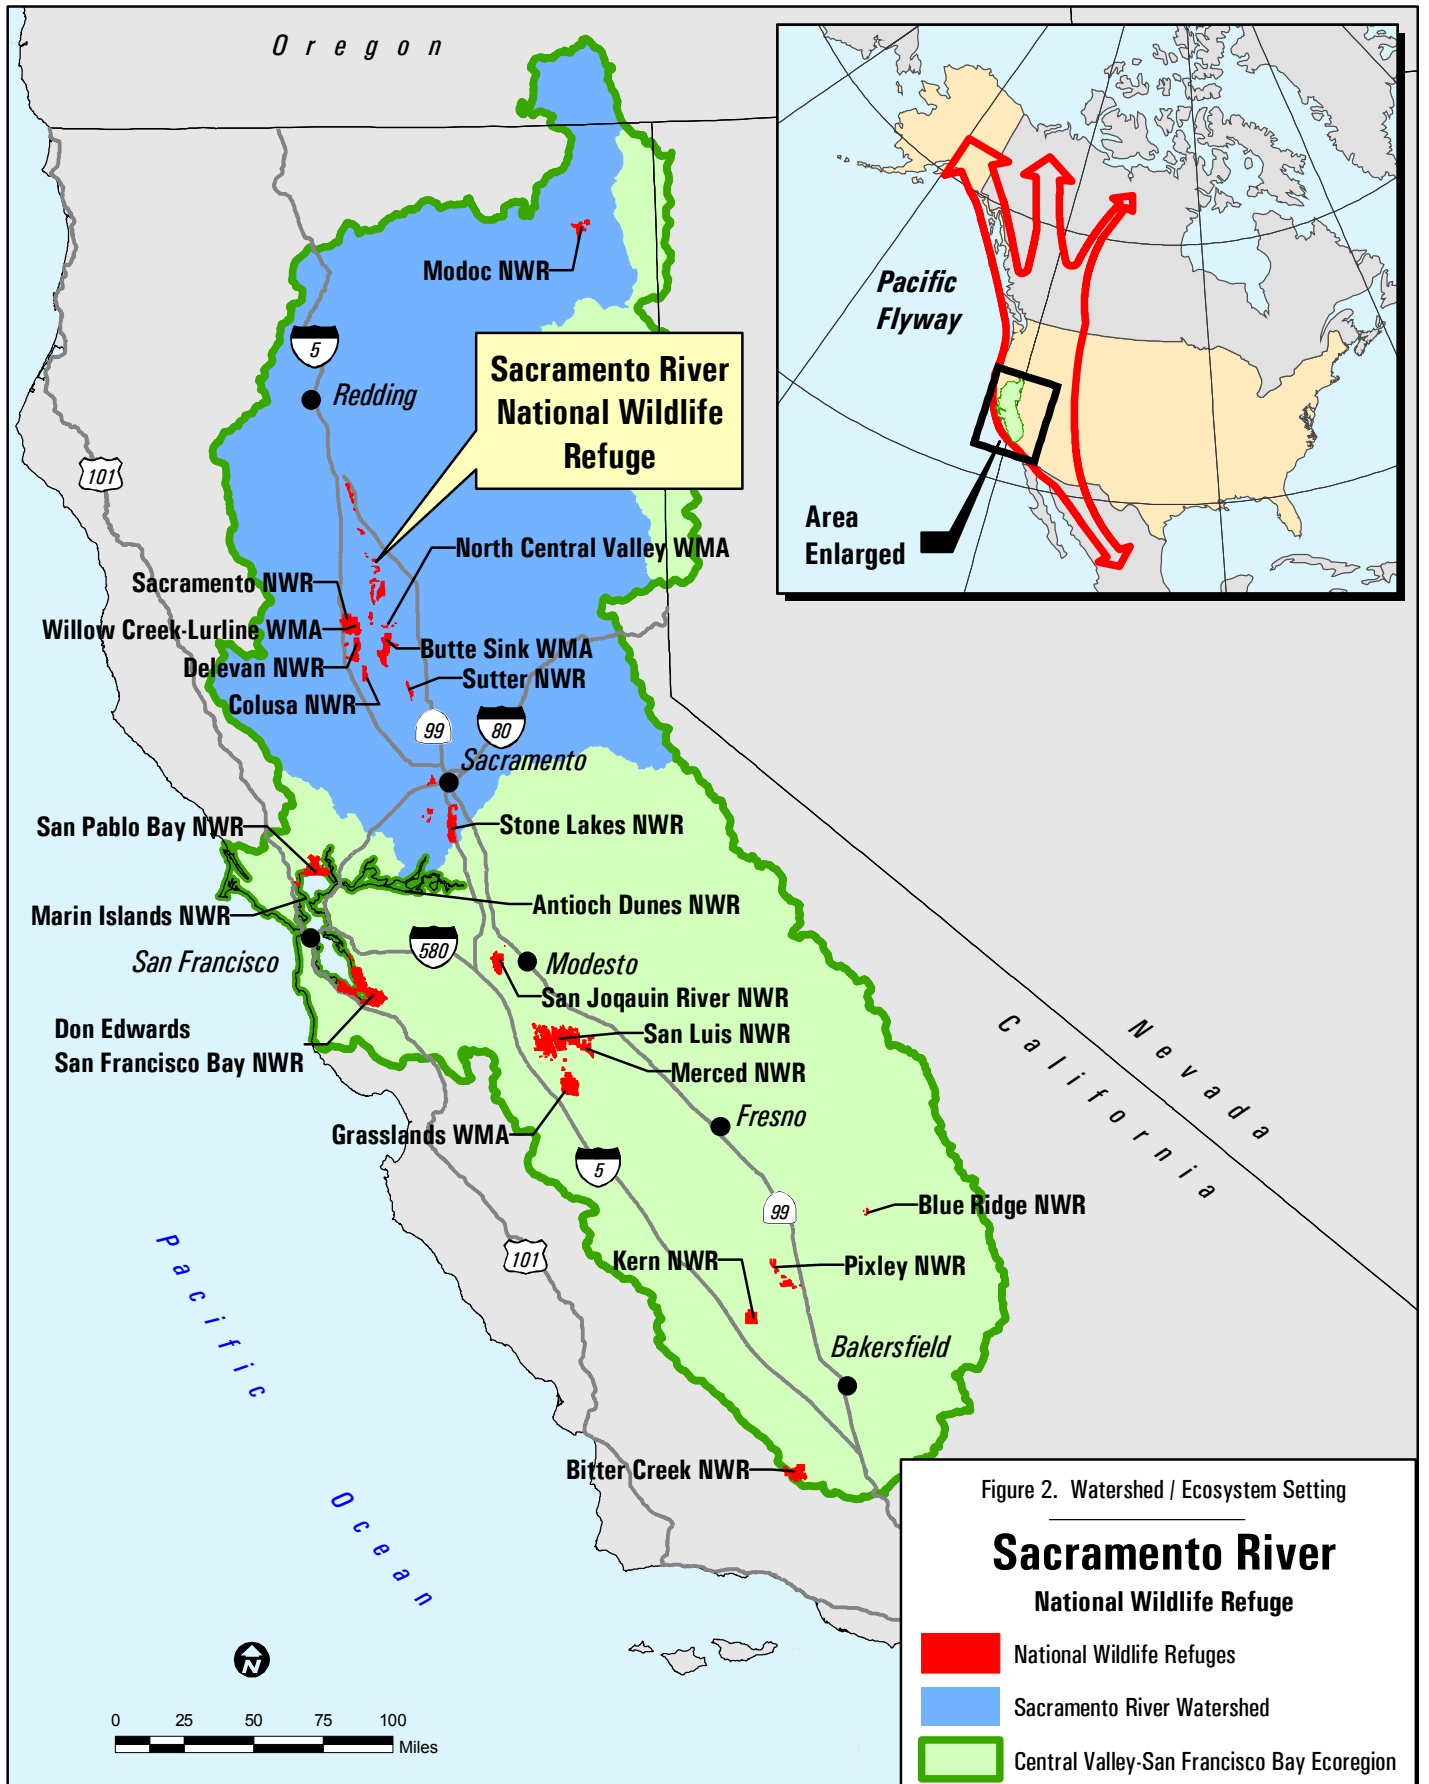 Oregon
Pacific
Flyway
Area
Enlarged
Modoc NWR
5
Redding
Sacramento River
National Wildlife
Refuge
101
North Central Valley WMA
Sacramento NWR
Willow Creek-Lurline WMA
Butte Sink WMA
Delevan NWR
Sutter NWR
Colusa NWR
99
80
Sacramento
San Pablo Bay NWR
Stone Lakes NWR
Antioch Dunes NWR
Marin Islands NWR
San Francisco
580
Modesto
San Joqauin River NWR
Don Edwards
San Francisco Bay NWR
San Luis NWR
Merced NWR
Nevada
California
Fresno
Grasslands WMA
5
99
Blue Ridge NWR
101
Kern NWR
Pixley NWR
Pacific
Ocean
Bakersfield
Bitter Creek NWR
Figure 2. Watershed / Ecosystem Setting
Sacramento River
National Wildlife Refuge
National Wildlife Refuges
Sacramento River Watershed
Central Valley-San Francisco Bay Ecoregion
N
0 25 50 75 100
Miles